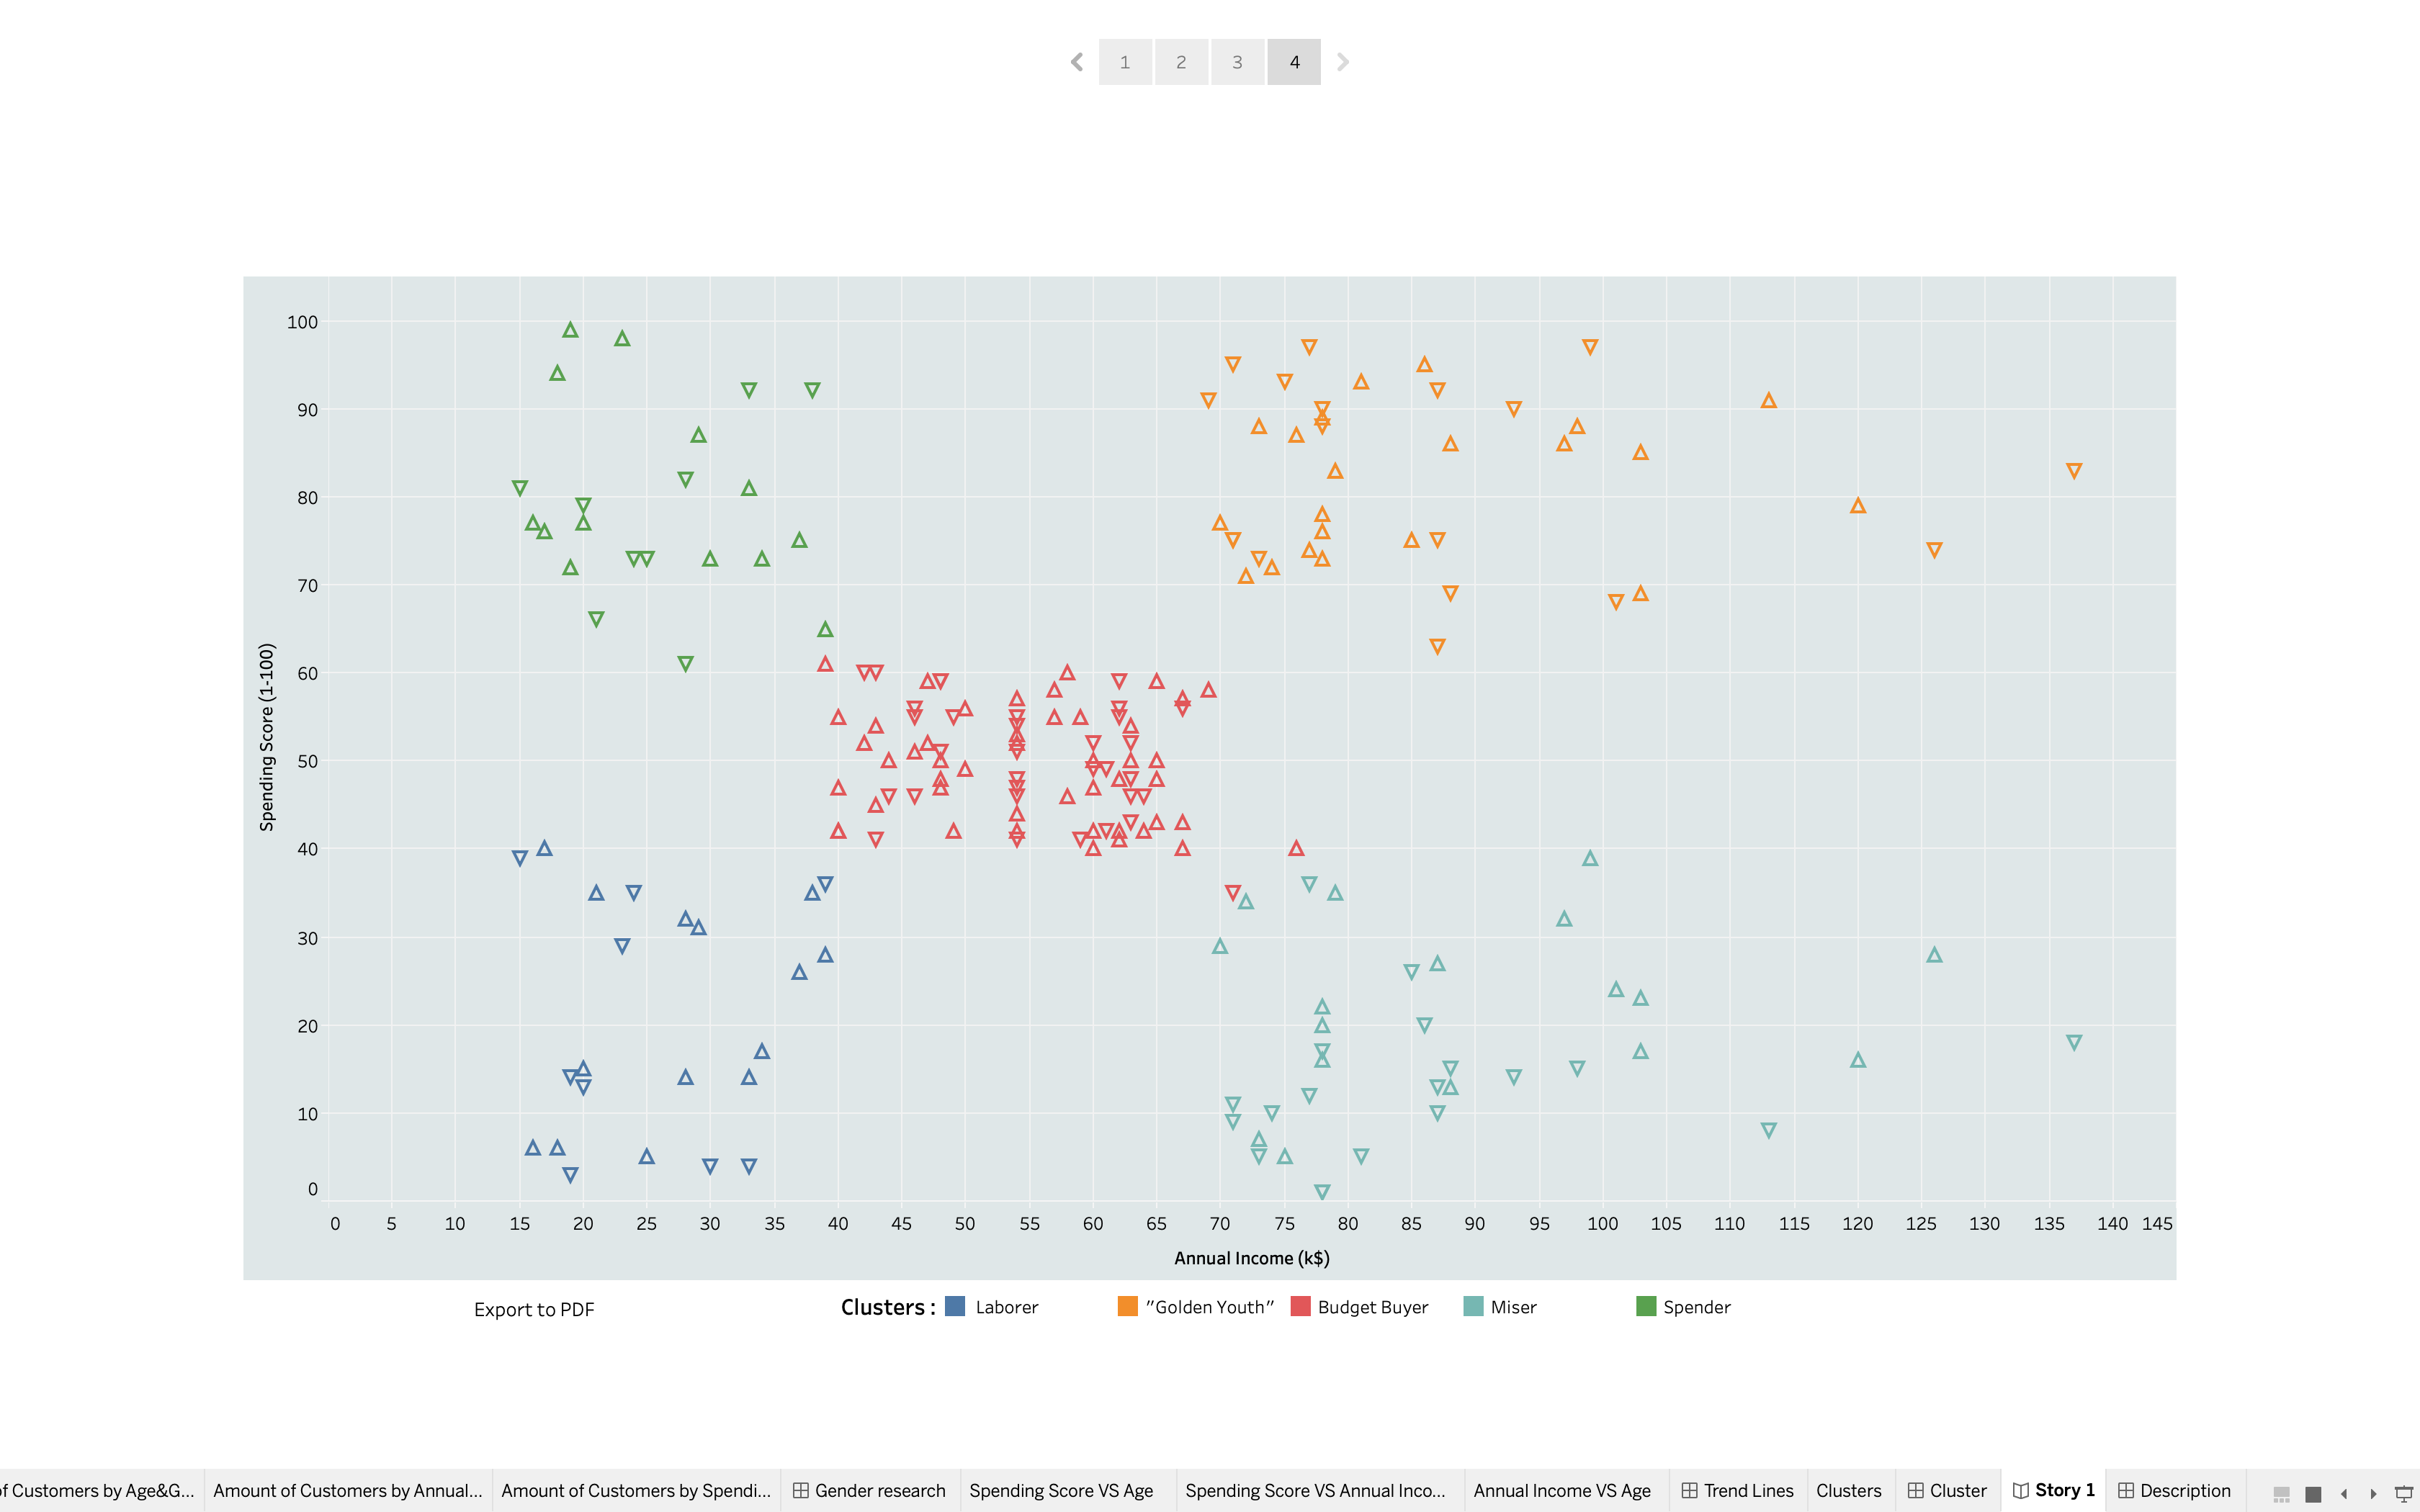 1 2 3 4
100
90
80
70
60
50
40
30
20
10
0
Spending Score (1-100)
0 5 10 15 20 25 30 35 40 45 50 55 60 65 70 75 80 85 90 95 100 105 110 115 120 125 130 135 140 145
Annual Income (k$)
Export to PDF
Clusters : Laborer "Golden Youth" Budget Buyer Miser Spender
of Customers by Age&G... Amount of Customers by Annual... Amount of Customers by Spendi... Gender research Spending Score VS Age Spending Score VS Annual Inco... Annual Income VS Age Trend Lines Clusters Cluster Story 1 Description